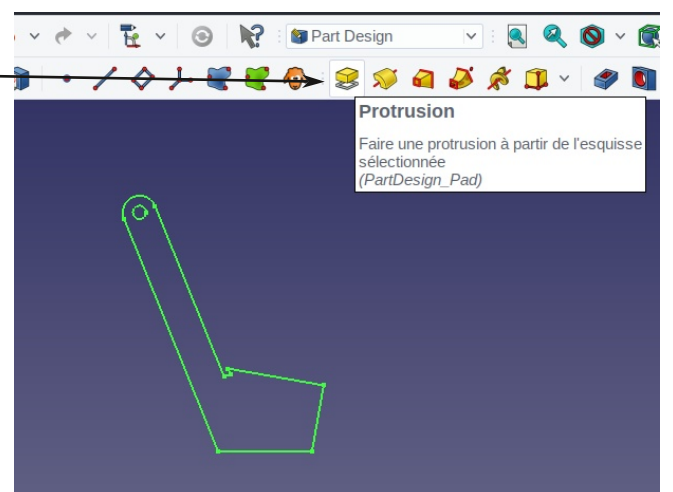 Part Design
Protrusion
Faire une protrusion à partir de l'esquisse
sélectionnée
(PartDesign_Pad)